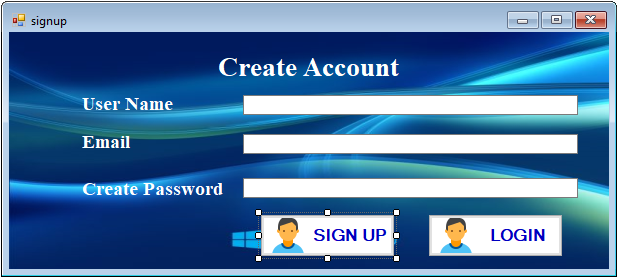 signup
Create Account
User Name
Email
Create Password
SIGN UP LOGIN